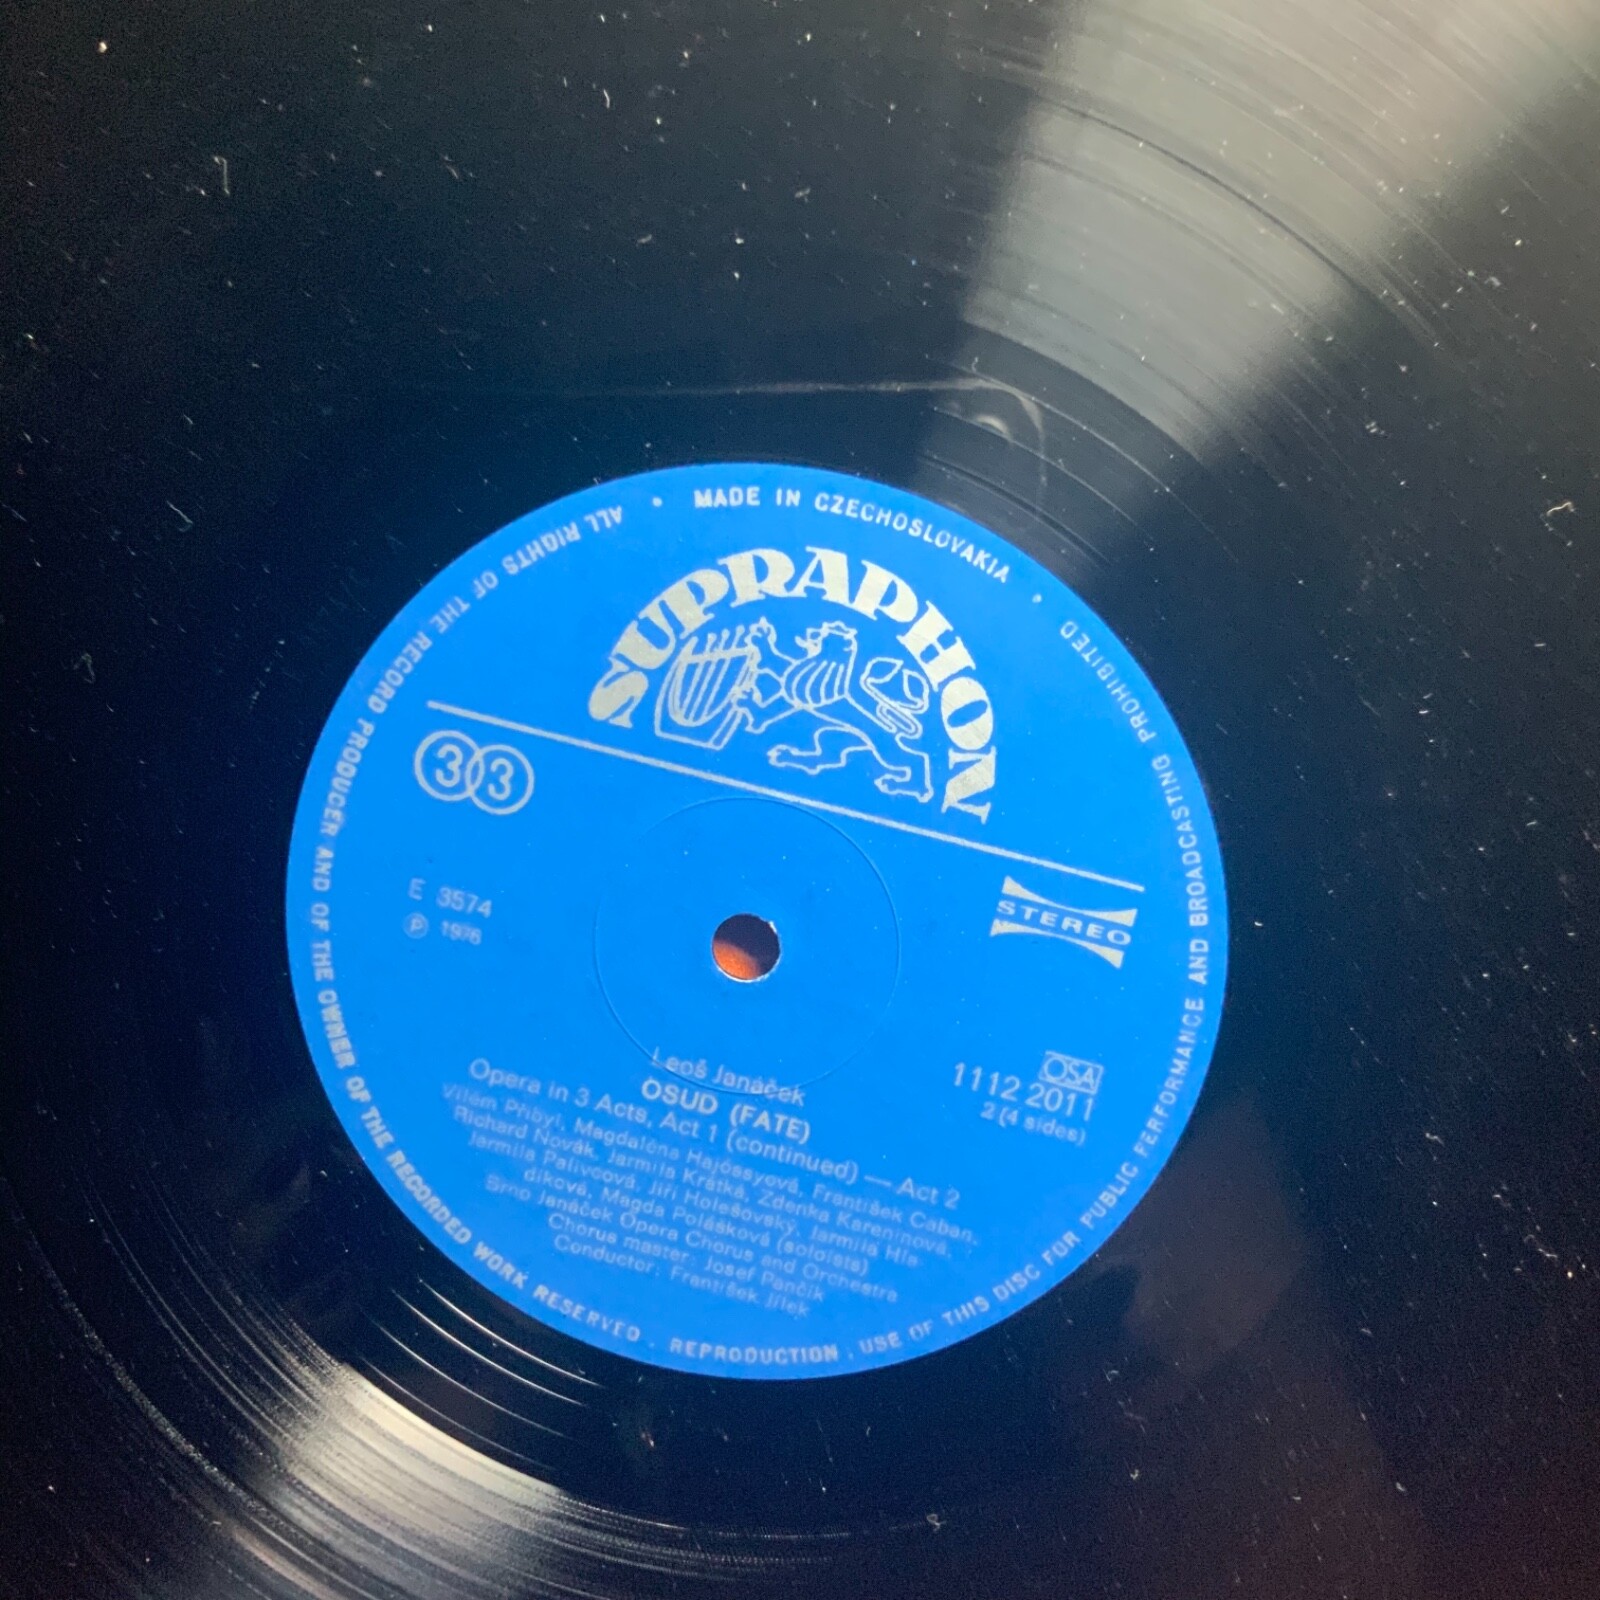 MADE IN CZECHOSLOVAKIA
SUPRAPHON
33
STEREO
E 3574
Ⓟ 1976
OSA
1112 2011
2 (4 sides)
Leoš Janáček
OSUD (FATE)
Opera in 3 Acts, Act 1 (continued) — Act 2
Vilém Přibyl, Magdaléna Hajóssyová, František Caban,
Richard Novák, Jarmila Krátká, Zdenka Kareninová,
Jarmila Palivcová, Jiří Holešovský, Jarmila Hla-
díková, Magda Polášková (soloists)
Brno Janáček Opera Chorus and Orchestra
Chorus master: Josef Pančík
Conductor: František Jílek
ALL RIGHTS OF THE RECORD PRODUCER AND OF THE OWNER OF THE RECORDED WORK RESERVED . REPRODUCTION . USE OF THIS DISC FOR PUBLIC PERFORMANCE AND BROADCASTING PROHIBITED